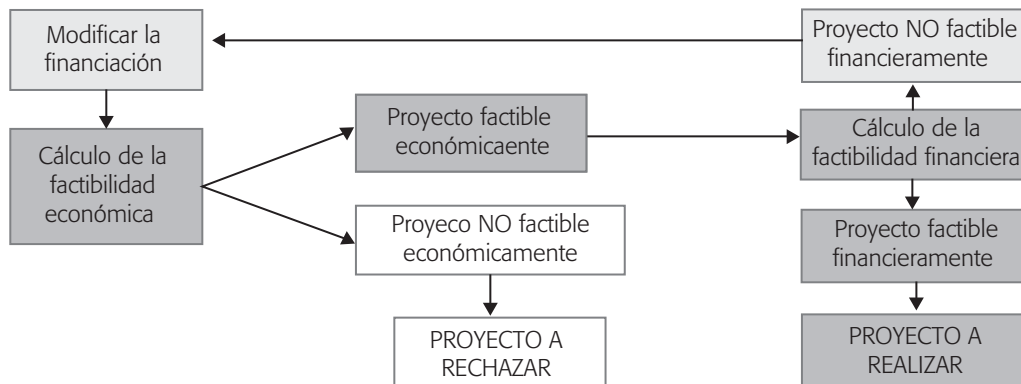 Modificar la
financiación
Proyecto NO factible
financieramente
Cálculo de la
factibilidad
económica
Proyecto factible
económicaente
Cálculo de la
factibilidad financiera
Proyeco NO factible
económicamente
Proyecto factible
financieramente
PROYECTO A
RECHAZAR
PROYECTO A
REALIZAR